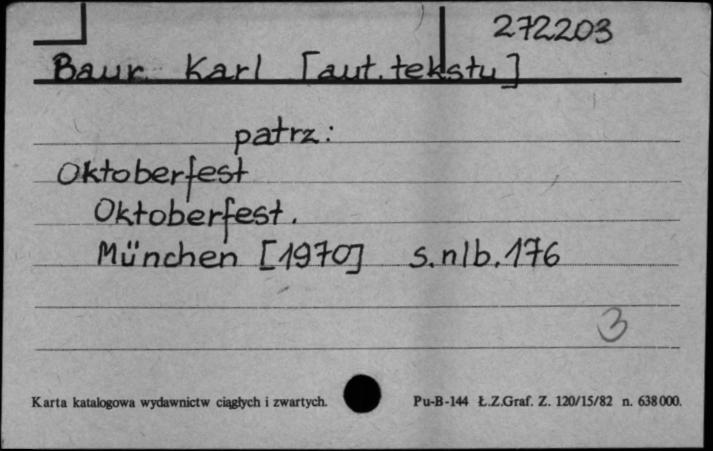 272203
Baur Karl [aut. tekstu]
patrz:
Oktoberfest
Oktoberfest.
München [1970] s.nlb.176
3
Karta katalogowa wydawnictw ciągłych i zwartych.
Pu-B-144 Ł.Z.Graf. Z. 120/15/82 n. 638000.